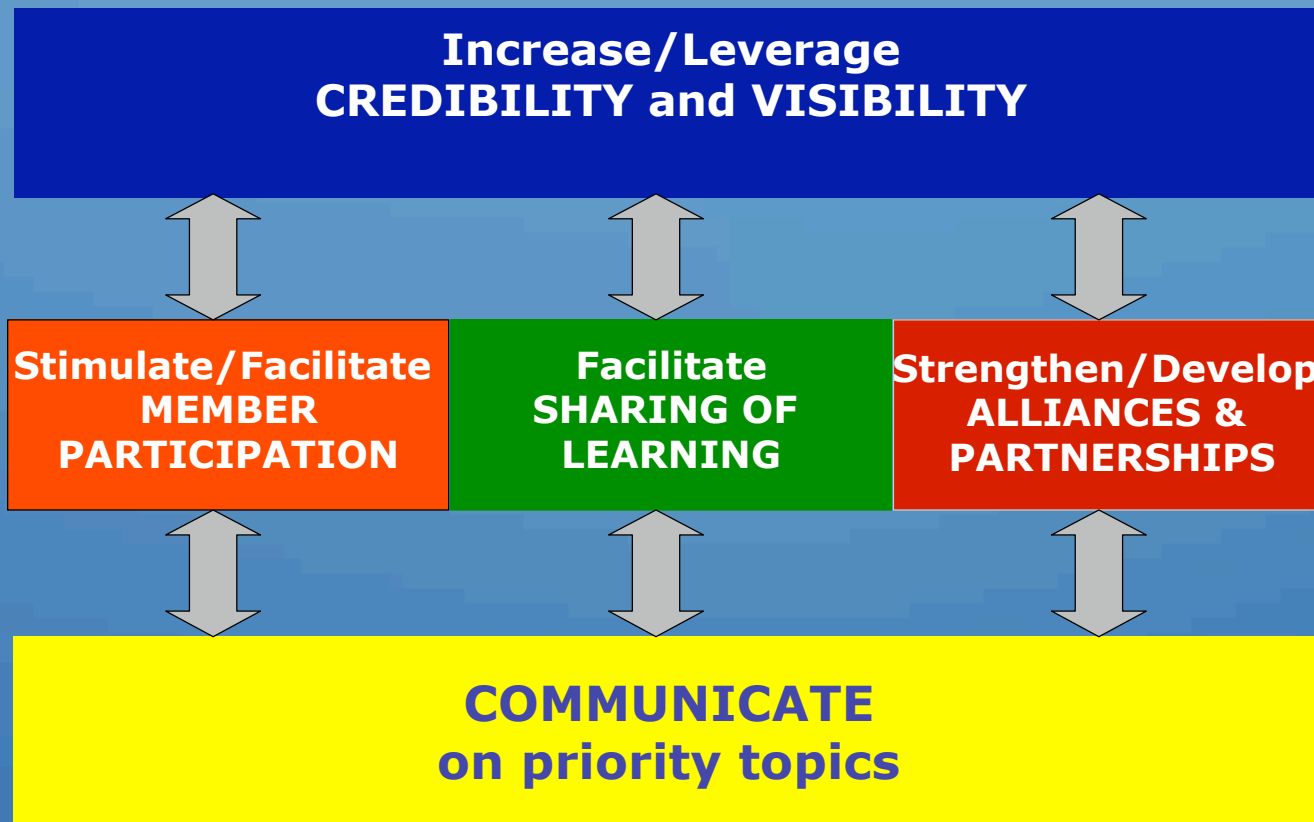 Increase/Leverage
CREDIBILITY and VISIBILITY
Stimulate/Facilitate
MEMBER
PARTICIPATION
Facilitate
SHARING OF
LEARNING
Strengthen/Develop
ALLIANCES &
PARTNERSHIPS
COMMUNICATE
on priority topics